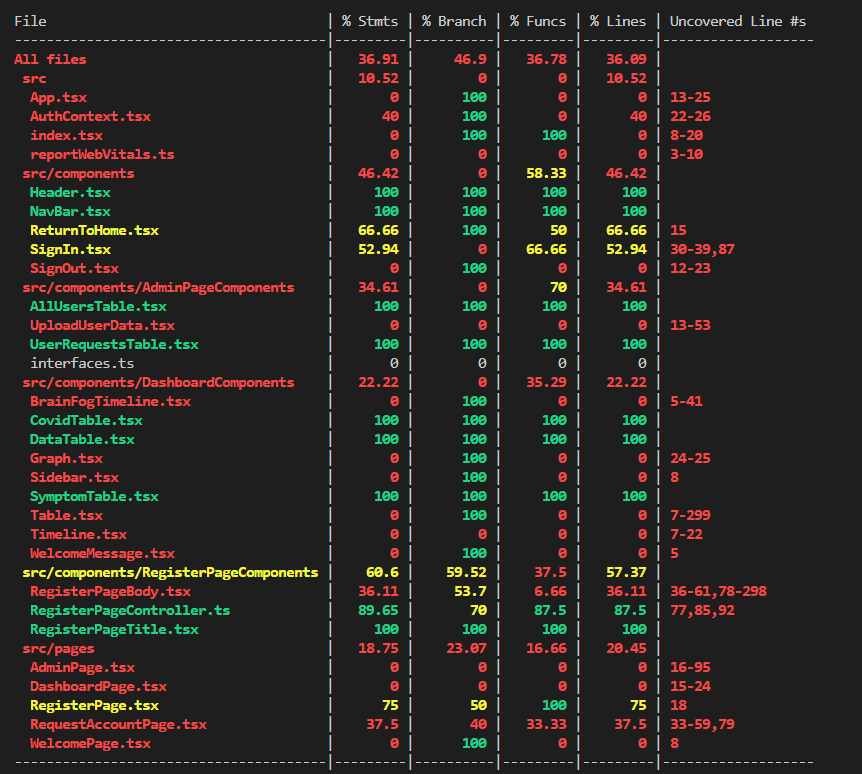 File | % Stmts | % Branch | % Funcs | % Lines | Uncovered Line #s
---------------------------------------|---------|----------|---------|---------|-------------------
All files | 36.91 | 46.9 | 36.78 | 36.09 |
src | 10.52 | 0 | 0 | 10.52 |
App.tsx | 0 | 100 | 0 | 0 | 13-25
AuthContext.tsx | 40 | 100 | 0 | 40 | 22-26
index.tsx | 0 | 100 | 100 | 0 | 8-20
reportWebVitals.ts | 0 | 0 | 0 | 0 | 3-10
src/components | 46.42 | 0 | 58.33 | 46.42 |
Header.tsx | 100 | 100 | 100 | 100 |
NavBar.tsx | 100 | 100 | 100 | 100 |
ReturnToHome.tsx | 66.66 | 100 | 50 | 66.66 | 15
SignIn.tsx | 52.94 | 0 | 66.66 | 52.94 | 30-39,87
SignOut.tsx | 0 | 100 | 0 | 0 | 12-23
src/components/AdminPageComponents | 34.61 | 0 | 70 | 34.61 |
AllUsersTable.tsx | 100 | 100 | 100 | 100 |
UploadUserData.tsx | 0 | 0 | 0 | 0 | 13-53
UserRequestsTable.tsx | 100 | 100 | 100 | 100 |
interfaces.ts | 0 | 0 | 0 | 0 |
src/components/DashboardComponents | 22.22 | 0 | 35.29 | 22.22 |
BrainFogTimeline.tsx | 0 | 100 | 0 | 0 | 5-41
CovidTable.tsx | 100 | 100 | 100 | 100 |
DataTable.tsx | 100 | 100 | 100 | 100 |
Graph.tsx | 0 | 100 | 0 | 0 | 24-25
Sidebar.tsx | 0 | 100 | 0 | 0 | 8
SymptomTable.tsx | 100 | 100 | 100 | 100 |
Table.tsx | 0 | 100 | 0 | 0 | 7-299
Timeline.tsx | 0 | 0 | 0 | 0 | 7-22
WelcomeMessage.tsx | 0 | 100 | 0 | 0 | 5
src/components/RegisterPageComponents | 60.6 | 59.52 | 37.5 | 57.37 |
RegisterPageBody.tsx | 36.11 | 53.7 | 6.66 | 36.11 | 36-61,78-298
RegisterPageController.ts | 89.65 | 70 | 87.5 | 87.5 | 77,85,92
RegisterPageTitle.tsx | 100 | 100 | 100 | 100 |
src/pages | 18.75 | 23.07 | 16.66 | 20.45 |
AdminPage.tsx | 0 | 0 | 0 | 0 | 16-95
DashboardPage.tsx | 0 | 0 | 0 | 0 | 15-24
RegisterPage.tsx | 75 | 50 | 100 | 75 | 18
RequestAccountPage.tsx | 37.5 | 40 | 33.33 | 37.5 | 33-59,79
WelcomePage.tsx | 0 | 100 | 0 | 0 | 8
---------------------------------------|---------|----------|---------|---------|-------------------